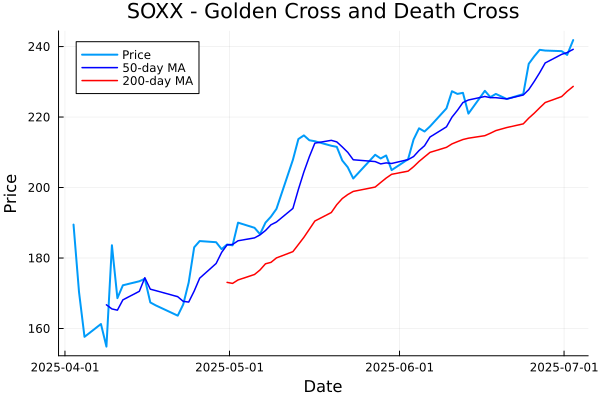 SOXX - Golden Cross and Death Cross
Price
50-day MA
200-day MA
240
220
200
180
160
Price
2025-04-01
2025-05-01
2025-06-01
2025-07-01
Date